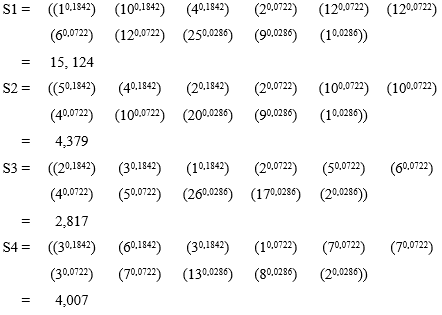 S1 = ((1^0,1842) (10^0,1842) (4^0,1842) (2^0,0722) (12^0,0722) (12^0,0722)
(6^0,0722) (12^0,0722) (25^0,0286) (9^0,0286) (1^0,0286))
= 15, 124
S2 = ((5^0,1842) (4^0,1842) (2^0,1842) (2^0,0722) (10^0,0722) (10^0,0722)
(4^0,0722) (10^0,0722) (20^0,0286) (9^0,0286) (1^0,0286))
= 4,379
S3 = ((2^0,1842) (3^0,1842) (1^0,1842) (2^0,0722) (5^0,0722) (6^0,0722)
(4^0,0722) (5^0,0722) (26^0,0286) (17^0,0286) (2^0,0286))
= 2,817
S4 = ((3^0,1842) (6^0,1842) (3^0,1842) (1^0,0722) (7^0,0722) (7^0,0722)
(3^0,0722) (7^0,0722) (13^0,0286) (8^0,0286) (2^0,0286))
= 4,007